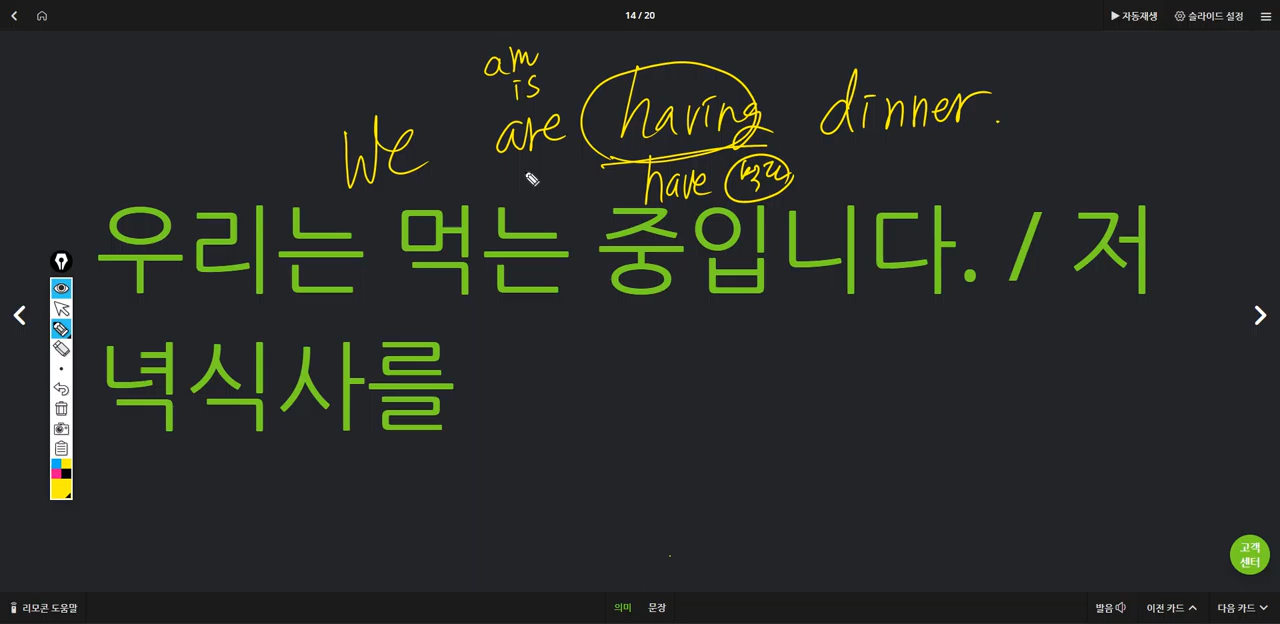 14 / 20
자동재생
슬라이드 설정
am
is
We are having dinner.
have 먹다
우리는 먹는 중입니다. / 저
녁식사를
고객
센터
리모콘 도움말
의미
문장
발음
이전 카드
다음 카드